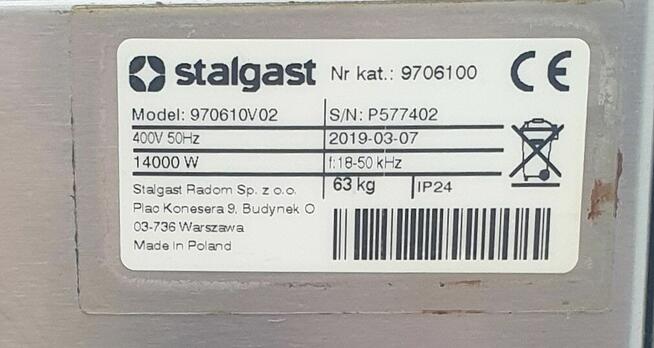 stalgast Nr kat.: 9706100 CE
Model: 970610V02 S/N: P577402
400V 50Hz 2019-03-07
14000 W f:18-50 kHz
63 kg IP24
Stalgast Radom Sp. z o.o.
Plac Konesera 9, Budynek O
03-736 Warszawa
Made in Poland